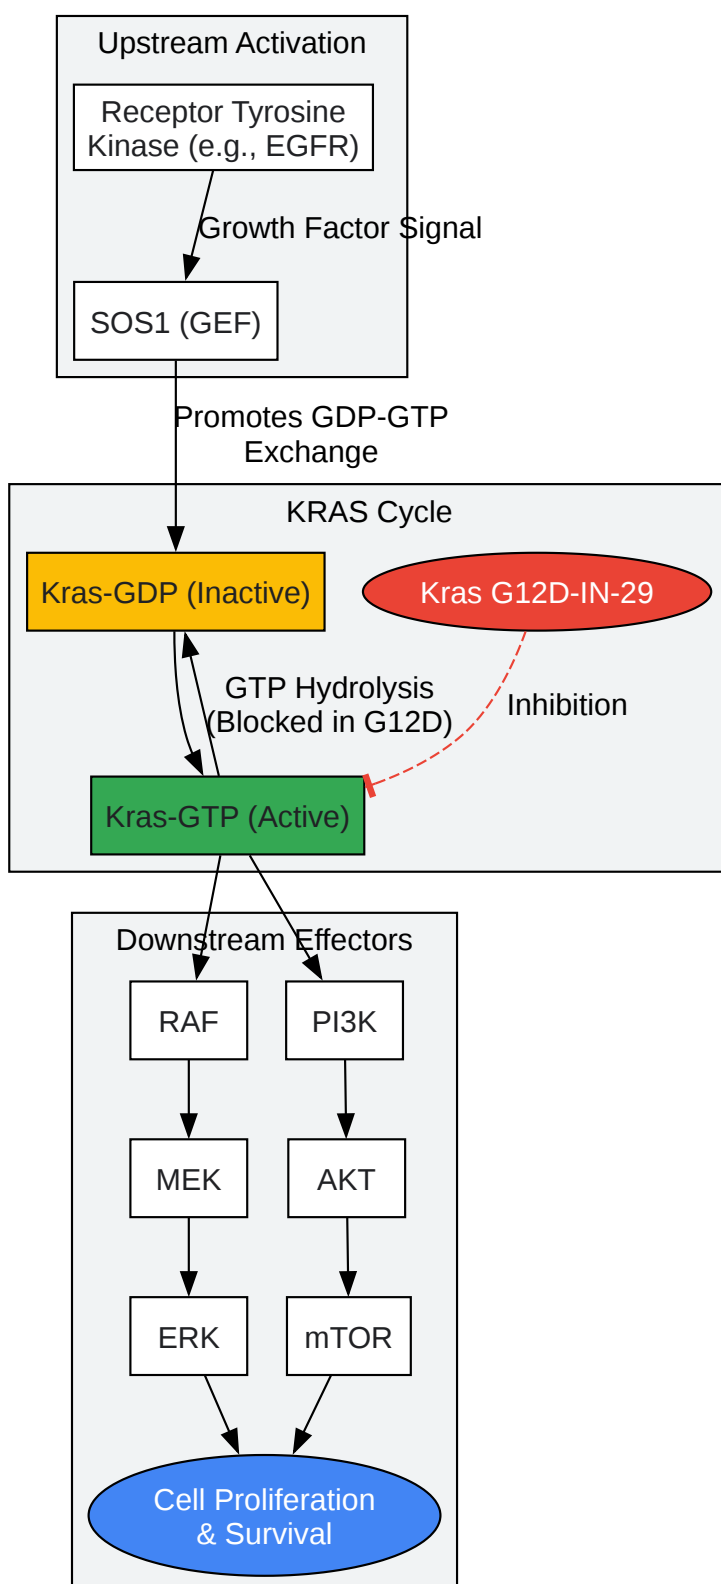 Upstream Activation
Receptor Tyrosine
Kinase (e.g., EGFR)
Growth Factor Signal
SOS1 (GEF)
Promotes GDP-GTP
Exchange
KRAS Cycle
Kras-GDP (Inactive)
Kras G12D-IN-29
GTP Hydrolysis
(Blocked in G12D)
Inhibition
Kras-GTP (Active)
Downstream Effectors
RAF
PI3K
MEK
AKT
ERK
mTOR
Cell Proliferation
& Survival